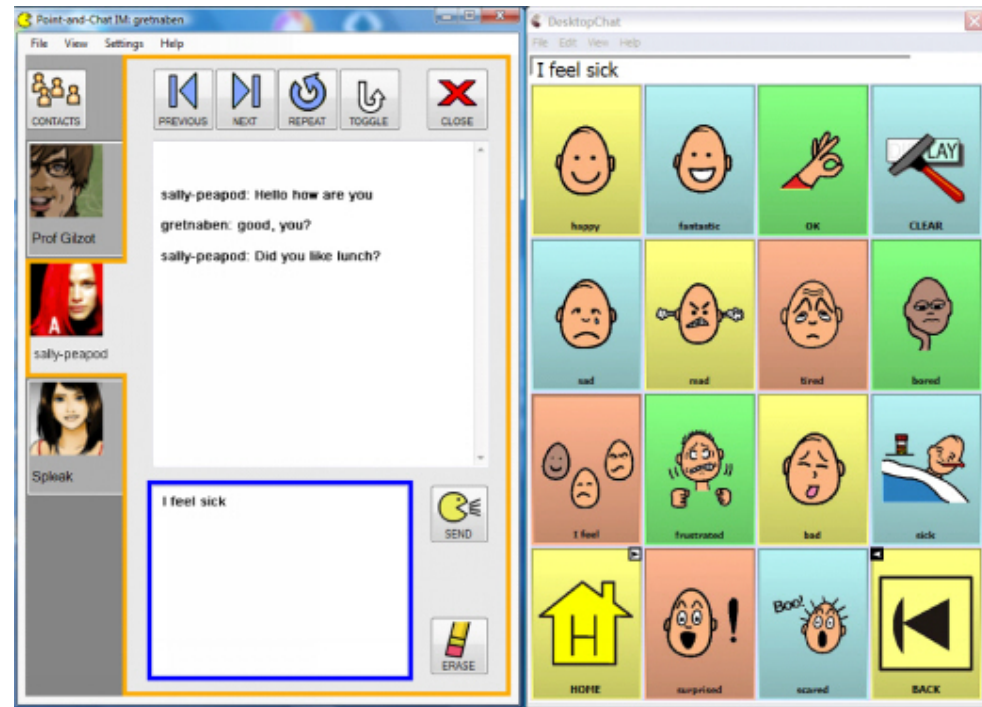 Point-and-Chat IM: gretnaben
File View Settings Help
CONTACTS
PREVIOUS NEXT REPEAT TOGGLE CLOSE
Prof Gilzot
sally-peapod
Spleak
sally-peapod: Hello how are you
gretnaben: good, you?
sally-peapod: Did you like lunch?
I feel sick
SEND
ERASE
DesktopChat
File Edit View Help
I feel sick
happy fantastic OK CLEAR
sad mad tired bored
I feel frustrated bad sick
BOO!
HOME surprised scared BACK
H
A